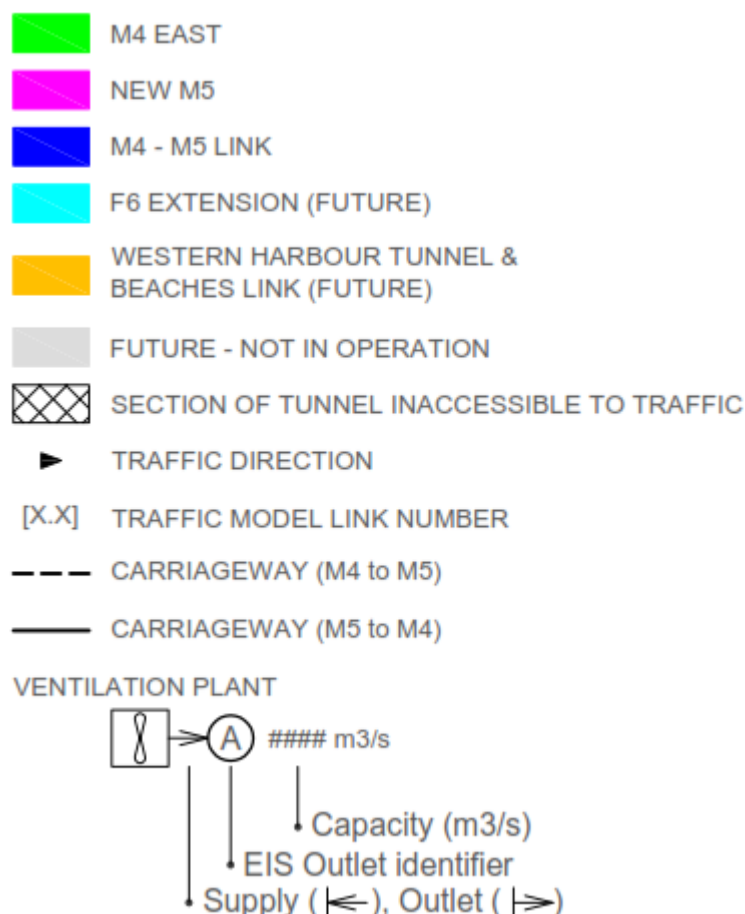 M4 EAST
NEW M5
M4 - M5 LINK
F6 EXTENSION (FUTURE)
WESTERN HARBOUR TUNNEL &
BEACHES LINK (FUTURE)
FUTURE - NOT IN OPERATION
SECTION OF TUNNEL INACCESSIBLE TO TRAFFIC
TRAFFIC DIRECTION
[X.X] TRAFFIC MODEL LINK NUMBER
CARRIAGEWAY (M4 to M5)
CARRIAGEWAY (M5 to M4)
VENTILATION PLANT
A #### m3/s
Capacity (m3/s)
EIS Outlet identifier
Supply ( ), Outlet ( )